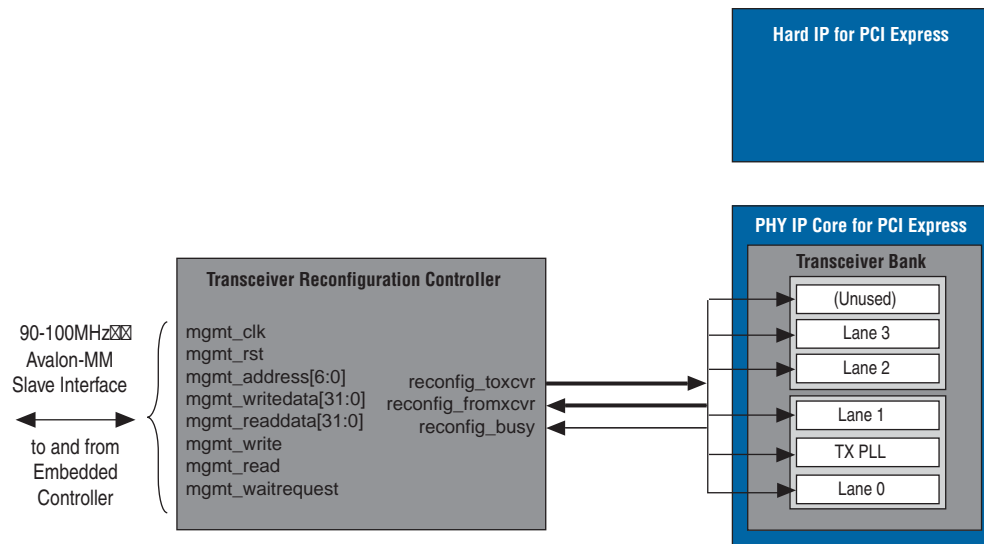 Hard IP for PCI Express
PHY IP Core for PCI Express
Transceiver Bank
(Unused)
Lane 3
Lane 2
Lane 1
TX PLL
Lane 0
Transceiver Reconfiguration Controller
mgmt_clk
mgmt_rst
mgmt_address[6:0]
mgmt_writedata[31:0]
mgmt_readdata[31:0]
mgmt_write
mgmt_read
mgmt_waitrequest
reconfig_toxcvr
reconfig_fromxcvr
reconfig_busy
90-100MHz
Avalon-MM
Slave Interface
to and from
Embedded
Controller